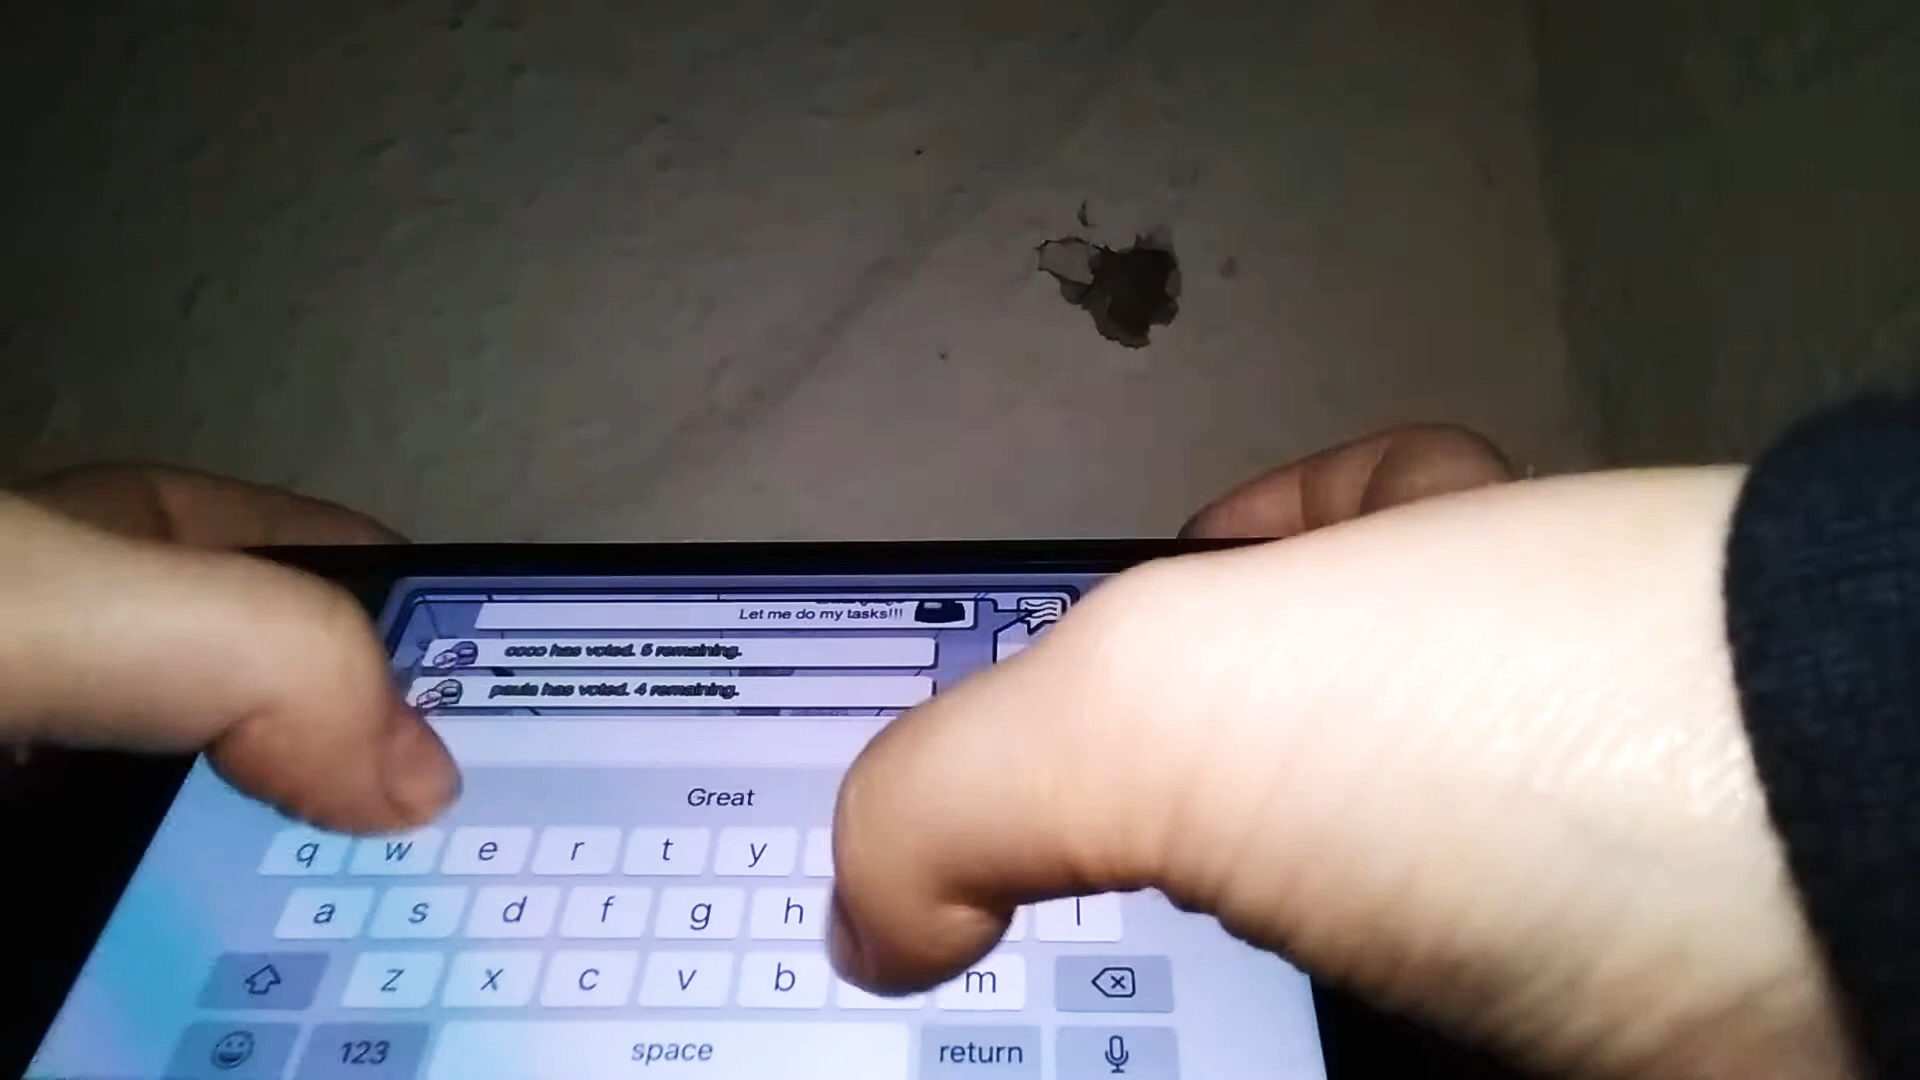 Let me do my tasks!!!
coco has voted. 5 remaining.
paula has voted. 4 remaining.
Great
q w e r t y
a s d f g h l
z x c v b m
123 space return